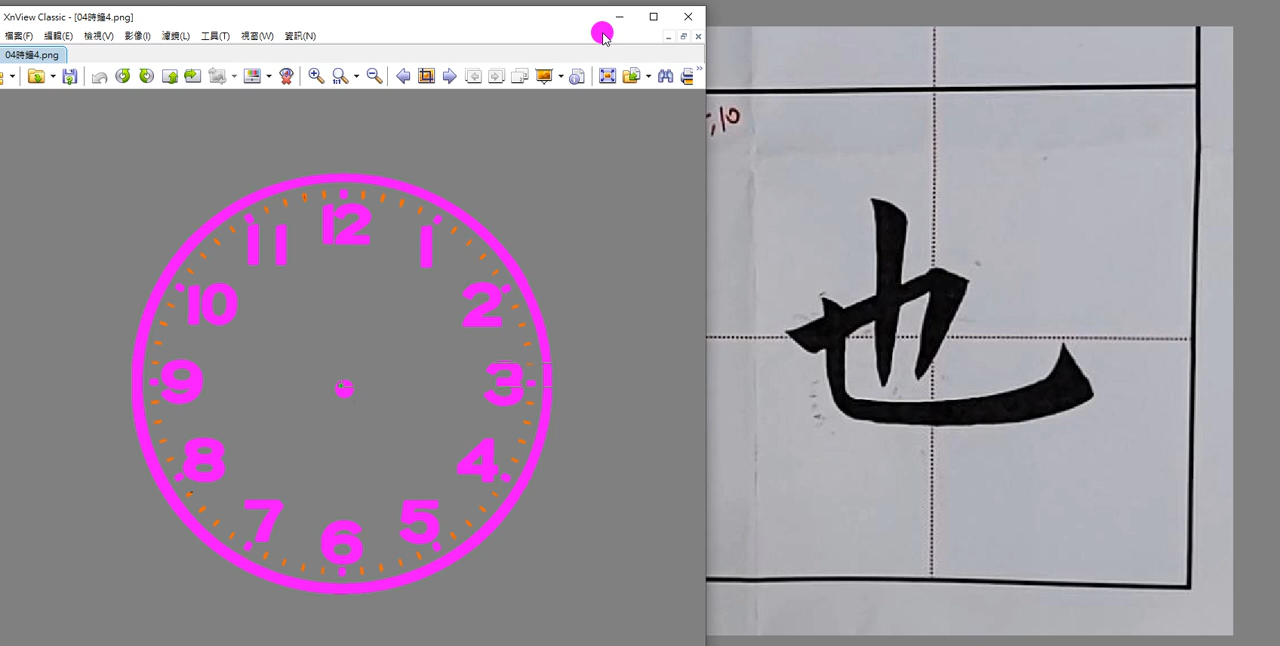 XnView Classic - [04時鐘4.png]
檔案(F) 編輯(E) 檢視(V) 影像(I) 濾鏡(L) 工具(T) 視窗(W) 資訊(N)
04時鐘4.png
12
11 1
10 2
9 3
8 4
7 5
6
,10
也